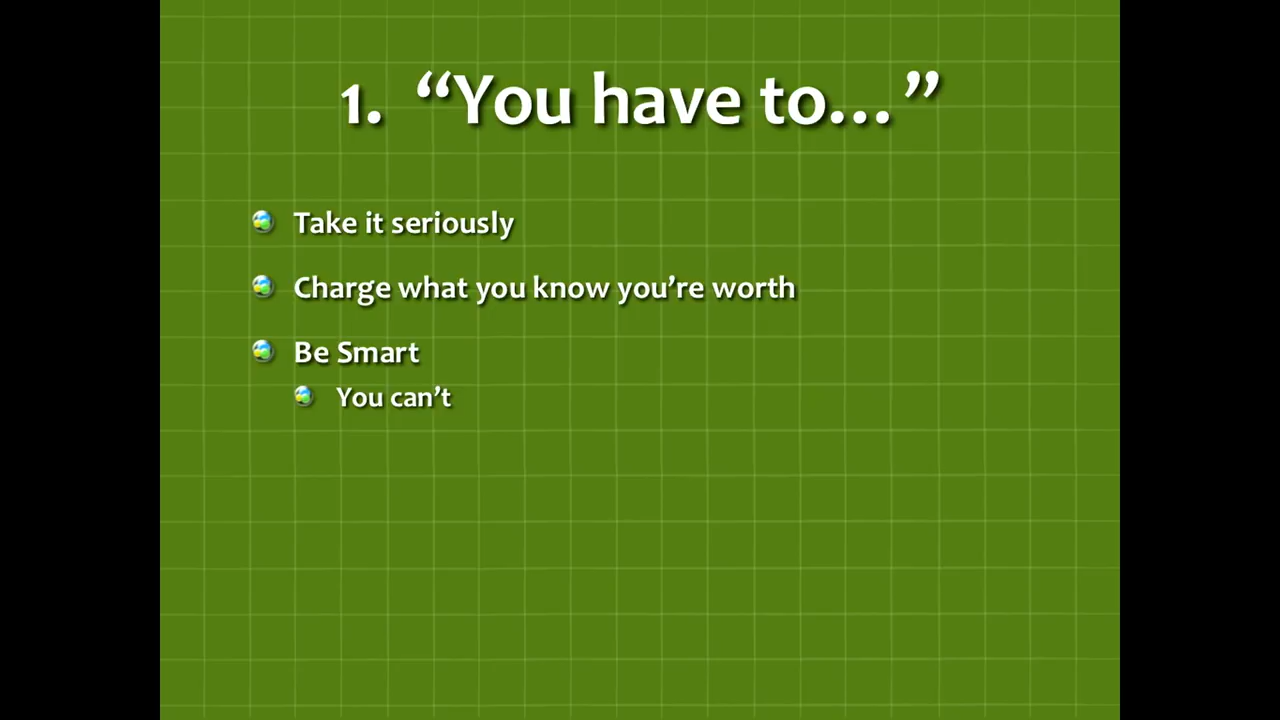 1. “You have to…”
Take it seriously
Charge what you know you’re worth
Be Smart
You can’t